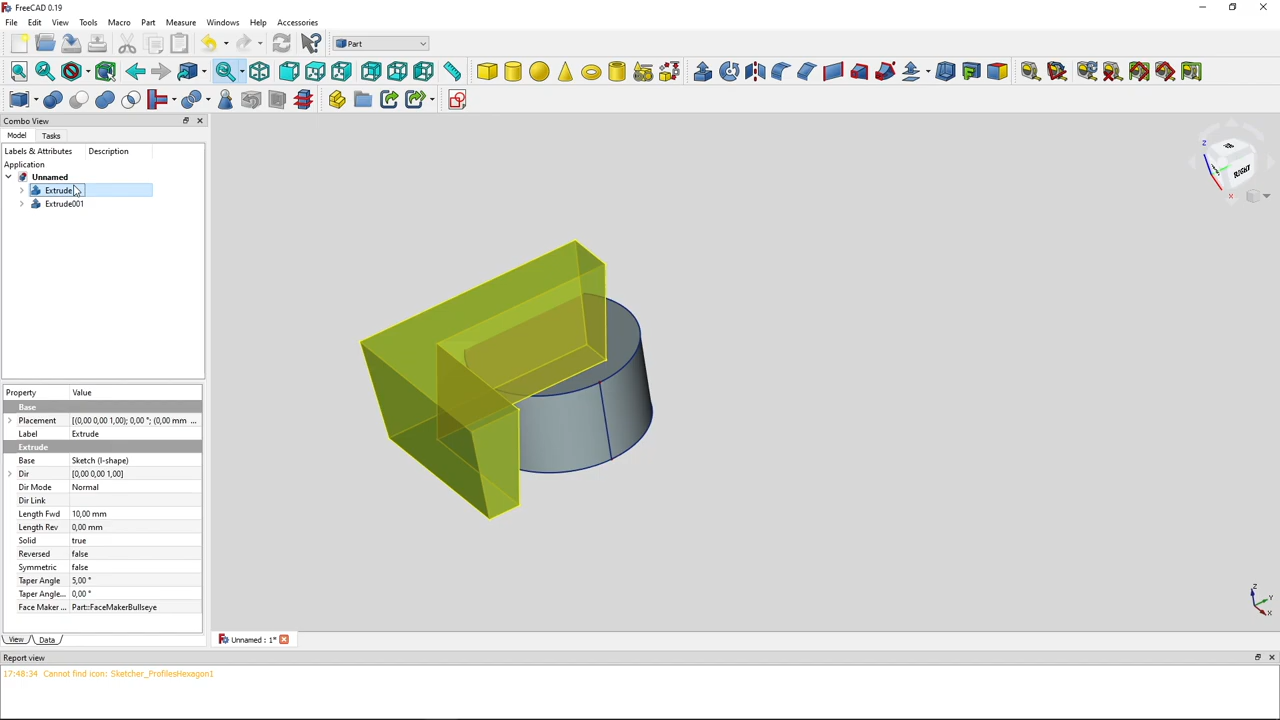 FreeCAD 0.19
File Edit View Tools Macro Part Measure Windows Help Accessories
Part
Combo View
Model Tasks
Labels & Attributes Description
Application
Unnamed
Extrude
Extrude001
Property Value
Base
Placement [(0,00 0,00 1,00); 0,00 °; (0,00 mm ...
Label Extrude
Extrude
Base Sketch (l-shape)
Dir [0,00 0,00 1,00]
Dir Mode Normal
Dir Link
Length Fwd 10,00 mm
Length Rev 0,00 mm
Solid true
Reversed false
Symmetric false
Taper Angle 5,00 °
Taper Angle... 0,00 °
Face Maker ... Part::FaceMakerBullseye
View Data
Z
RIGHT
X
Z
Y
X
Unnamed : 1*
Report view
17:48:34 Cannot find icon: Sketcher_ProfilesHexagon1